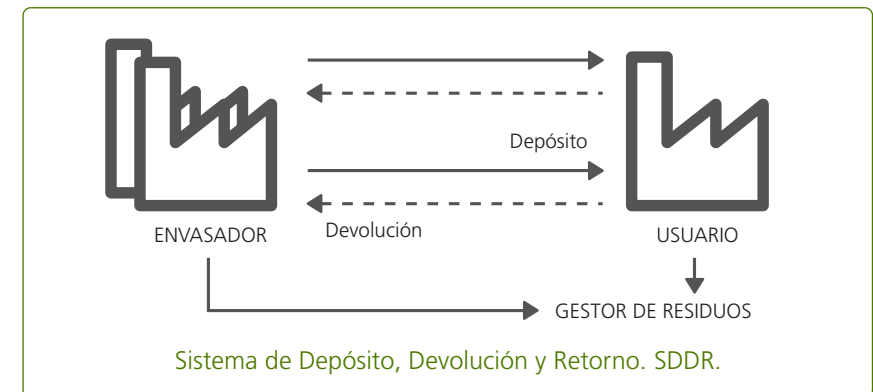 Depósito
Devolución
ENVASADOR
USUARIO
GESTOR DE RESIDUOS
Sistema de Depósito, Devolución y Retorno. SDDR.